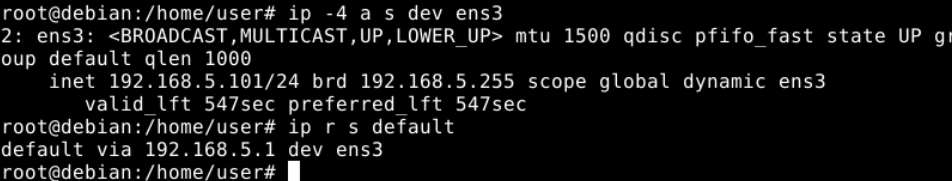 root@debian:/home/user# ip -4 a s dev ens3
2: ens3: <BROADCAST,MULTICAST,UP,LOWER_UP> mtu 1500 qdisc pfifo_fast state UP gr
oup default qlen 1000
    inet 192.168.5.101/24 brd 192.168.5.255 scope global dynamic ens3
       valid_lft 547sec preferred_lft 547sec
root@debian:/home/user# ip r s default
default via 192.168.5.1 dev ens3
root@debian:/home/user#